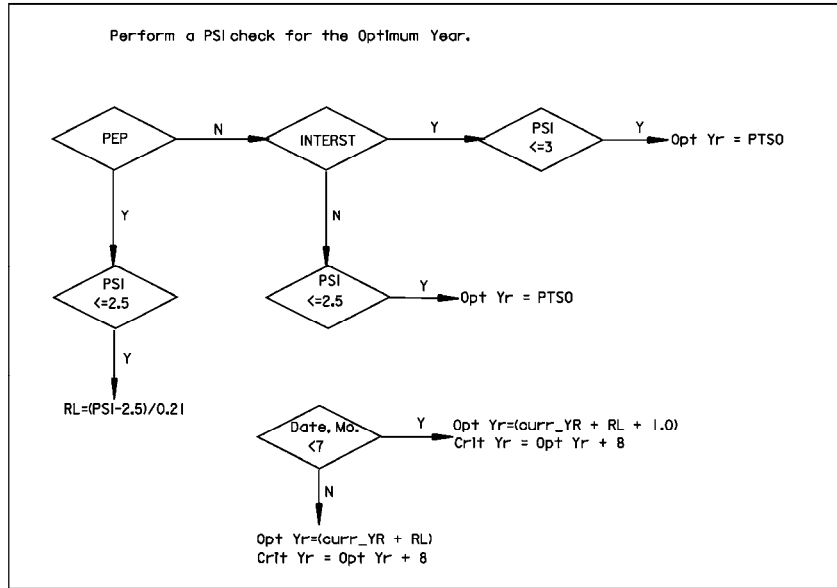 Perform a PSI check for the Optimum Year.
PEP
N
INTERST
Y
PSI
<=3
Y
Opt Yr = PTSO
Y
N
PSI
<=2.5
PSI
<=2.5
Y
Opt Yr = PTSO
Y
RL=(PSI-2.5)/0.21
Date, Mo.
<7
Y
Opt Yr=(curr_YR + RL + 1.0)
Crit Yr = Opt Yr + 8
N
Opt Yr=(curr_YR + RL)
Crit Yr = Opt Yr + 8